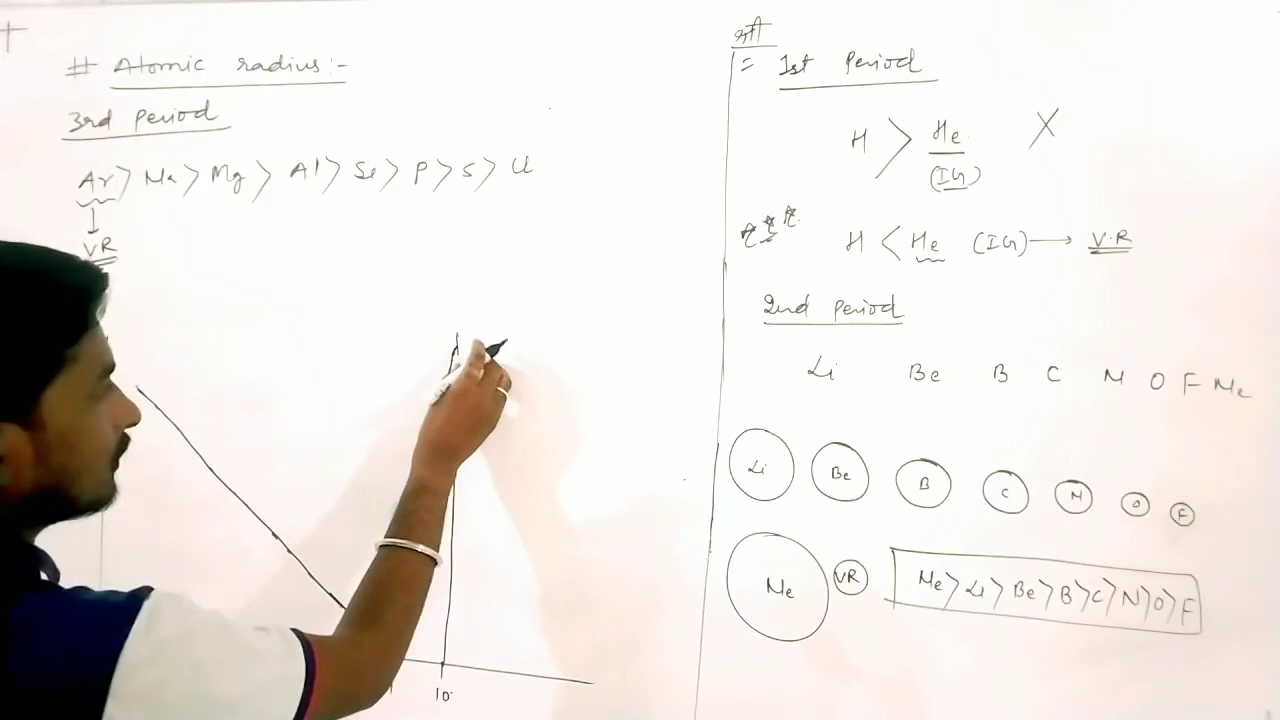 # Atomic radius:-
3rd Period
Ar > Na > Mg > Al > Si > P > S > Cl
VR
10
= 1st Period
H > He X
(IG)
H < He (IG) → V.R
2nd Period
Li Be B C N O F Ne
Li Be B C N O F
Ne VR
Ne > Li > Be > B > C > N > O > F